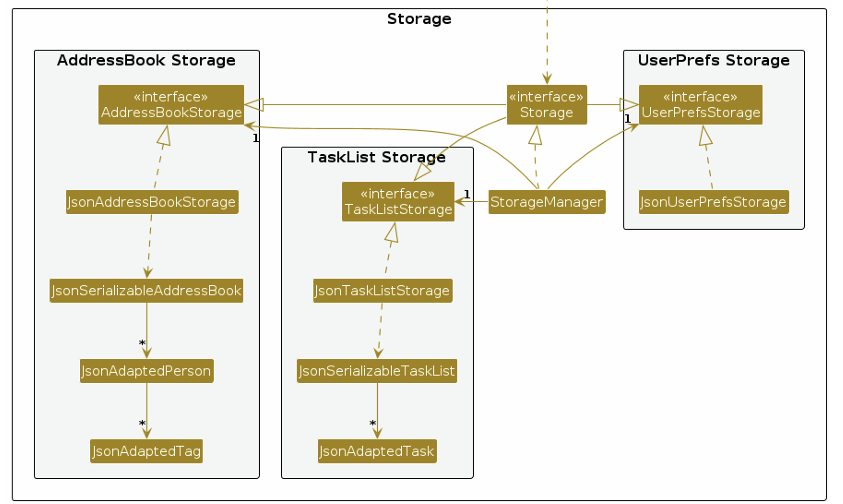 Storage
AddressBook Storage
«interface»
AddressBookStorage
1
JsonAddressBookStorage
JsonSerializableAddressBook
*
JsonAdaptedPerson
*
JsonAdaptedTag
TaskList Storage
«interface»
TaskListStorage
1
JsonTaskListStorage
JsonSerializableTaskList
*
JsonAdaptedTask
«interface»
Storage
StorageManager
UserPrefs Storage
«interface»
UserPrefsStorage
1
JsonUserPrefsStorage